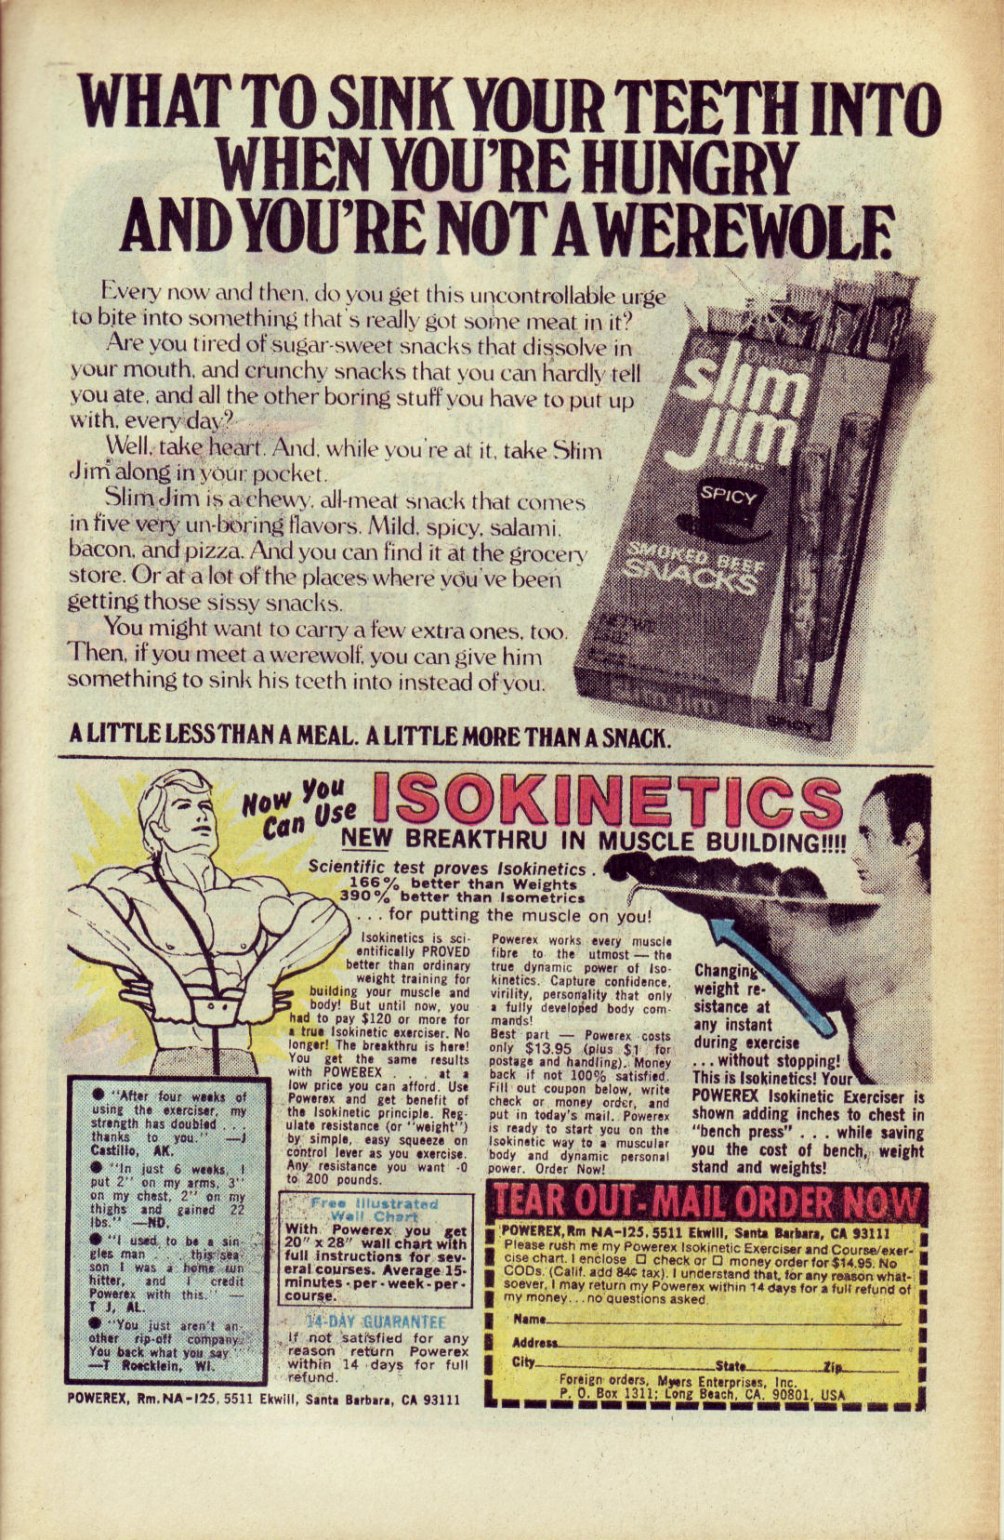 WHAT TO SINK YOUR TEETH INTO
WHEN YOU'RE HUNGRY
AND YOU'RE NOT A WEREWOLF.
Every now and then, do you get this uncontrollable urge
to bite into something that's really got some meat in it?
Are you tired of sugar-sweet snacks that dissolve in
your mouth, and crunchy snacks that you can hardly tell
you ate, and all the other boring stuff you have to put up
with, every day?
Well, take heart. And, while you're at it, take Slim
Jim along in your pocket.
Slim Jim is a chewy, all-meat snack that comes
in five very un-boring flavors. Mild, spicy, salami,
bacon, and pizza. And you can find it at the grocery
store. Or at a lot of the places where you've been
getting those sissy snacks.
You might want to carry a few extra ones, too.
Then, if you meet a werewolf, you can give him
something to sink his teeth into instead of you.
slim
Jim
SPICY
SMOKED BEEF
SNACKS
NET WT.
Slim Jim
SPICY
A LITTLE LESS THAN A MEAL. A LITTLE MORE THAN A SNACK.
Now You
Can Use
ISOKINETICS
NEW BREAKTHRU IN MUSCLE BUILDING!!!!
Scientific test proves Isokinetics .
166% better than Weights
390% better than Isometrics
. . . for putting the muscle on you!
Isokinetics is sci-
entifically PROVED
better than ordinary
weight training for
building your muscle and
body! But until now, you
had to pay $120 or more for
a true Isokinetic exerciser. No
longer! The breakthru is here!
You get the same results
with POWEREX . . . at a
low price you can afford. Use
Powerex and get benefit of
the Isokinetic principle. Reg-
ulate resistance (or "weight")
by simple, easy squeeze on
control lever as you exercise.
Any resistance you want -0
to 200 pounds.
Powerex works every muscle
fibre to the utmost — the
true dynamic power of Iso-
kinetics. Capture confidence,
virility, personality that only
a fully developed body com-
mands!
Best part — Powerex costs
only $13.95 (plus $1 for
postage and handling). Money
back if not 100% satisfied.
Fill out coupon below, write
check or money order, and
put in today's mail. Powerex
is ready to start you on the
Isokinetic way to a muscular
body and dynamic personal
power. Order Now!
Changing
weight re-
sistance at
any instant
during exercise
. . . without stopping!
This is Isokinetics! Your
POWEREX Isokinetic Exerciser is
shown adding inches to chest in
"bench press" . . . while saving
you the cost of bench, weight
stand and weights!
● "After four weeks of
using the exerciser, my
strength has doubled . . .
thanks to you." —J
Castillo, AK.
● "In just 6 weeks, I
put 2" on my arms, 3"
on my chest, 2" on my
thighs and gained 22
lbs." —ND.
● "I used to be a sin-
gles man . . . this sea-
son I was a home run
hitter, and I credit
Powerex with this." —
T J, AL.
● "You just aren't an-
other rip-off company.
You back what you say."
—T Roecklein, WI.
Free Illustrated
Wall Chart
With Powerex you get
20" x 28" wall chart with
full instructions for sev-
eral courses. Average 15-
minutes - per - week - per -
course.
14-DAY GUARANTEE
If not satisfied for any
reason return Powerex
within 14 days for full
refund.
POWEREX, Rm. NA-125, 5511 Ekwill, Santa Barbara, CA 93111
TEAR OUT-MAIL ORDER NOW
POWEREX, Rm NA-125, 5511 Ekwill, Santa Barbara, CA 93111
Please rush me my Powerex Isokinetic Exerciser and Course/exer-
cise chart. I enclose □ check or □ money order for $14.95. No
CODs. (Calif. add 84¢ tax). I understand that, for any reason what-
soever, I may return my Powerex within 14 days for a full refund of
my money . . . no questions asked.
Name
Address
City State Zip
Foreign orders, Myers Enterprises, Inc.
P. O. Box 1311; Long Beach, CA. 90801, USA